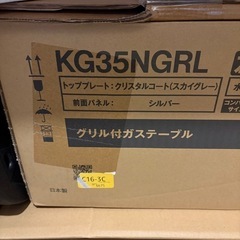 KG35NGRL
トッププレート:クリスタルコート(スカイグレー)
前面パネル: シルバー
グリル付ガステーブル
日本製
C16-35